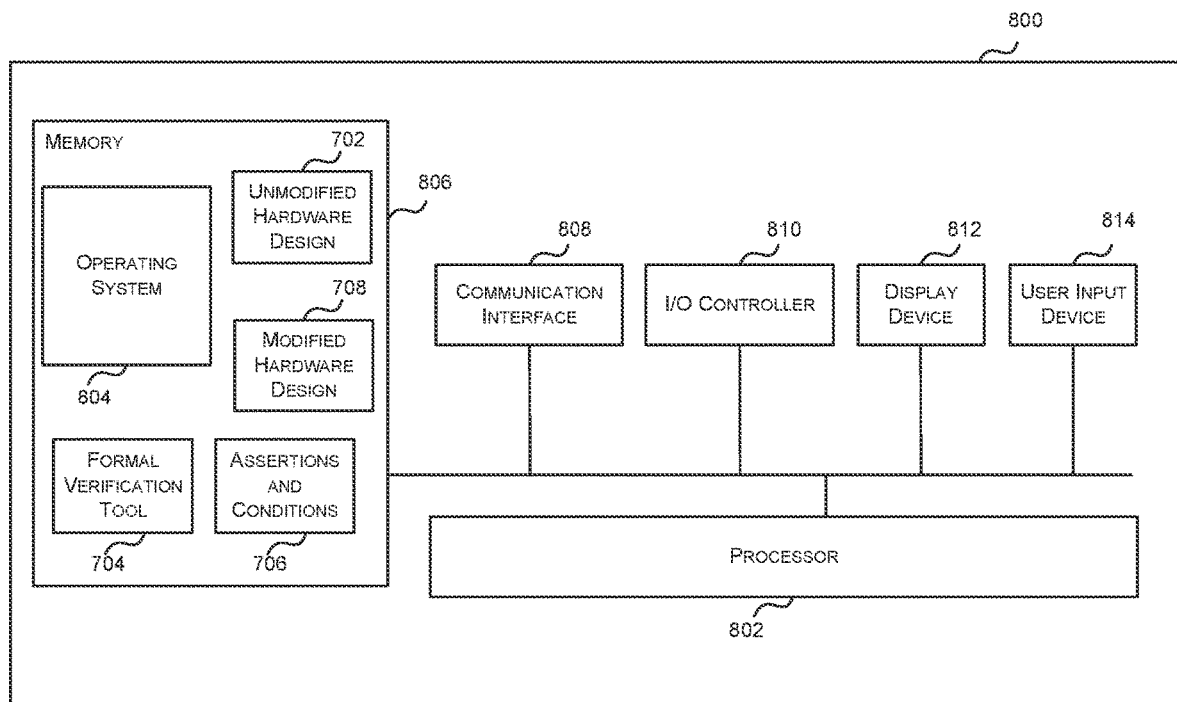 800
MEMORY
702
UNMODIFIED
HARDWARE
DESIGN
806
OPERATING
SYSTEM
804
708
MODIFIED
HARDWARE
DESIGN
FORMAL
VERIFICATION
TOOL
704
ASSERTIONS
AND
CONDITIONS
706
808
COMMUNICATION
INTERFACE
810
I/O CONTROLLER
812
DISPLAY
DEVICE
814
USER INPUT
DEVICE
PROCESSOR
802